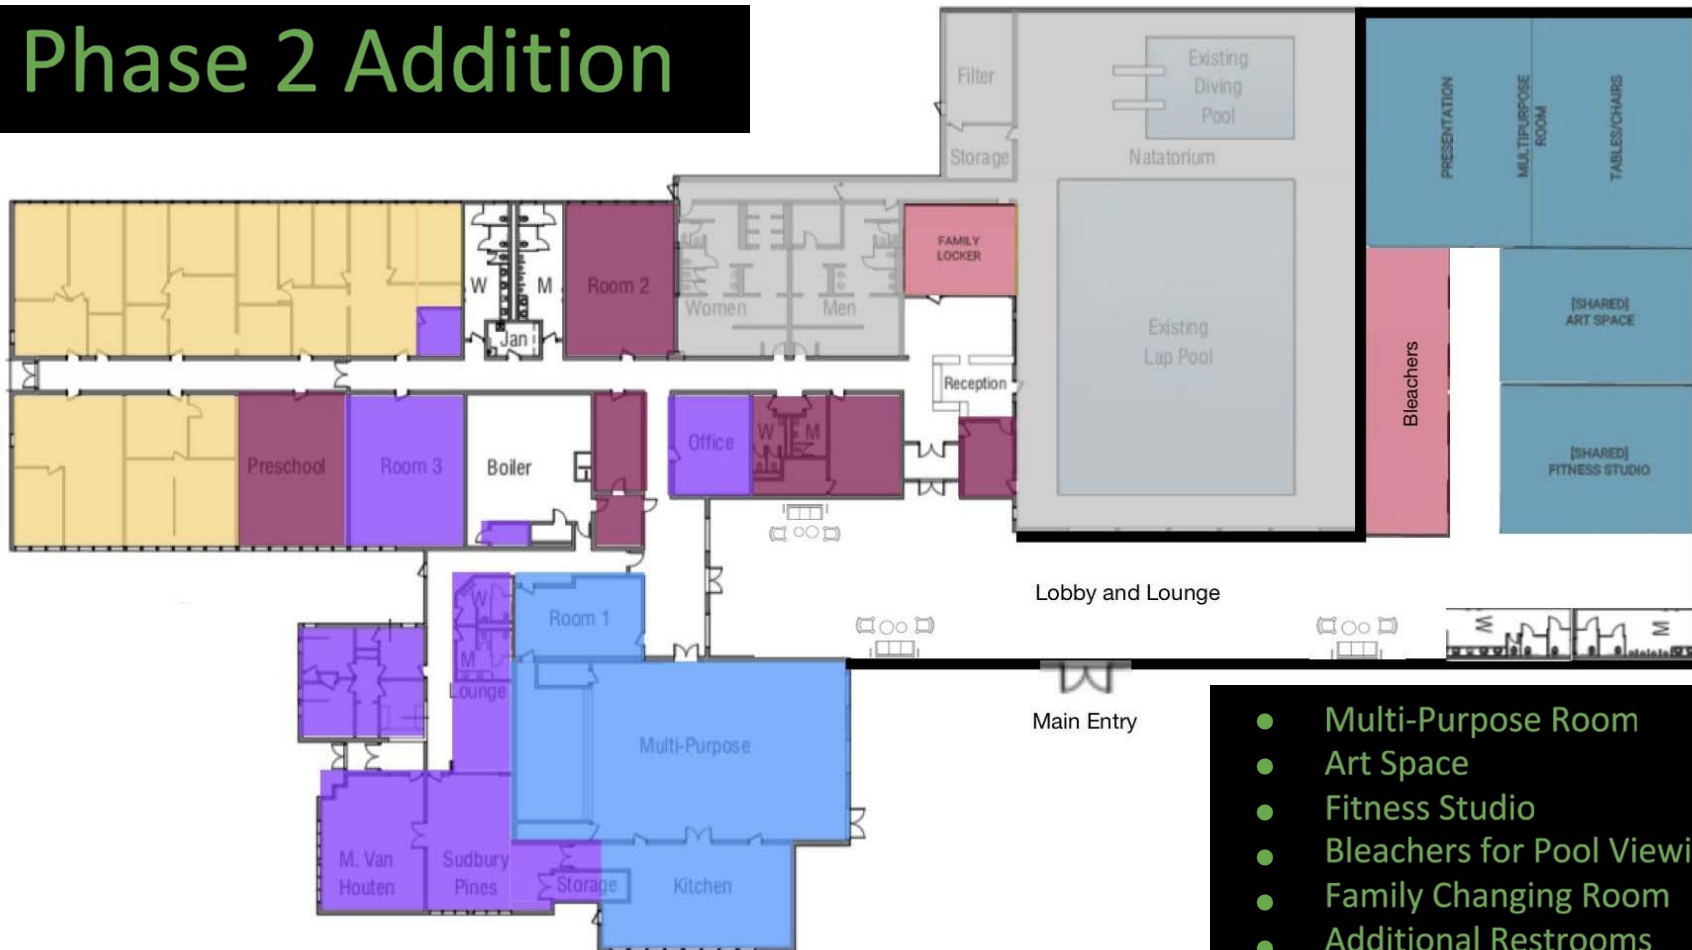 Phase 2 Addition
Filter
Storage
Existing
Diving
Pool
Natatorium
PRESENTATION
MULTIPURPOSE
ROOM
TABLES/CHAIRS
W
M
Jan
Room 2
Women
Men
FAMILY
LOCKER
Existing
Lap Pool
Bleachers
[SHARED]
ART SPACE
[SHARED]
FITNESS STUDIO
Reception
Preschool
Room 3
Boiler
Office
W
M
Lobby and Lounge
W
M
W
M
Lounge
Room 1
Multi-Purpose
Main Entry
M. Van
Houten
Sudbury
Pines
Storage
Kitchen
● Multi-Purpose Room
● Art Space
● Fitness Studio
● Bleachers for Pool Viewi
● Family Changing Room
● Additional Restrooms